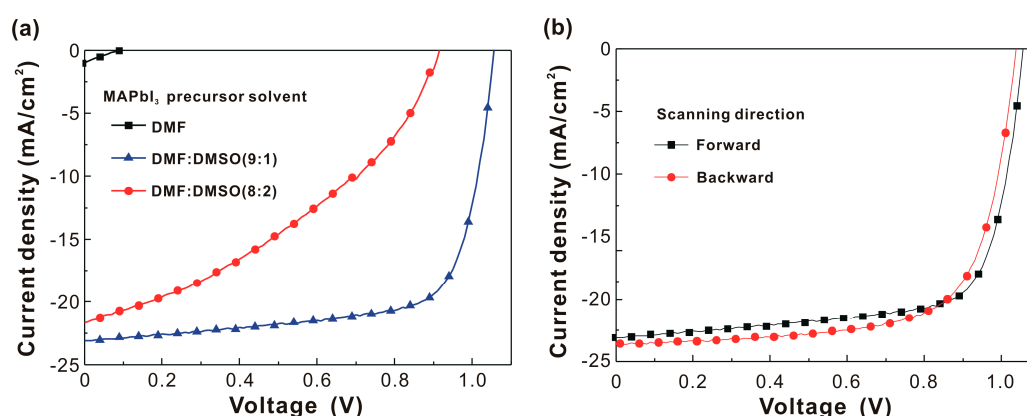 (a)
0
-5
-10
-15
-20
-25
Current density (mA/cm²)
MAPbI₃ precursor solvent
DMF
DMF:DMSO(9:1)
DMF:DMSO(8:2)
0 0.2 0.4 0.6 0.8 1.0
Voltage (V)
(b)
0
-5
-10
-15
-20
-25
Current density (mA/cm²)
Scanning direction
Forward
Backward
0 0.2 0.4 0.6 0.8 1.0
Voltage (V)